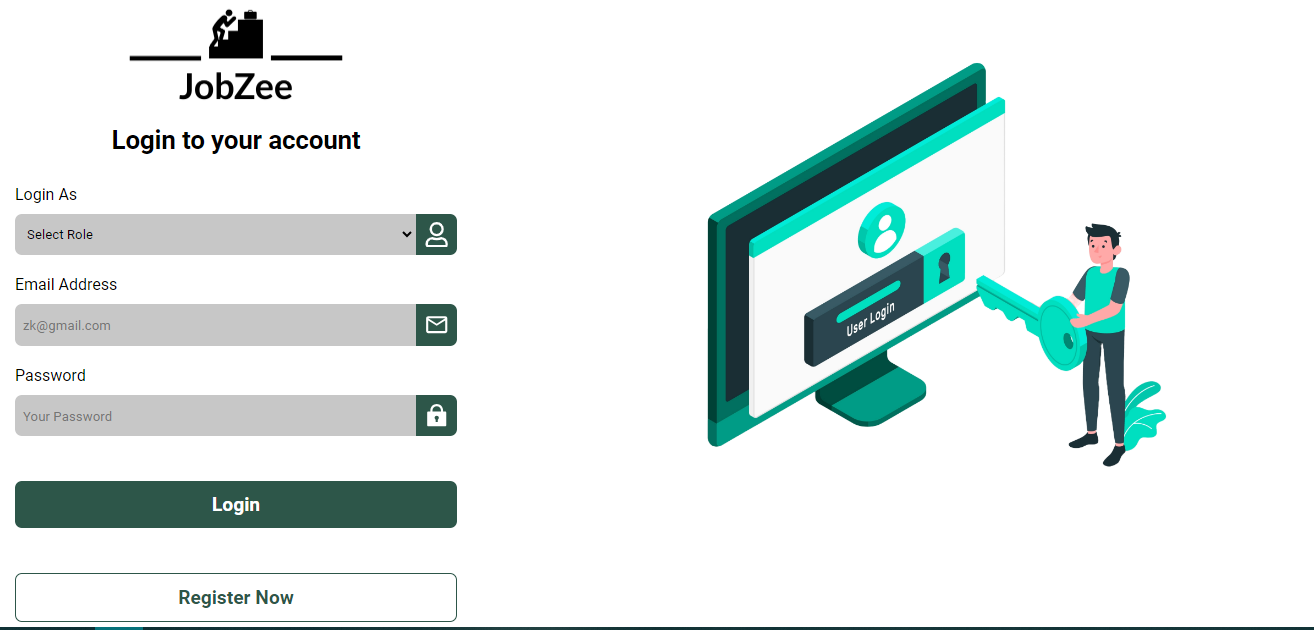 JobZee
Login to your account
Login As
Select Role
Email Address
zk@gmail.com
Password
Your Password
Login
Register Now
User Login